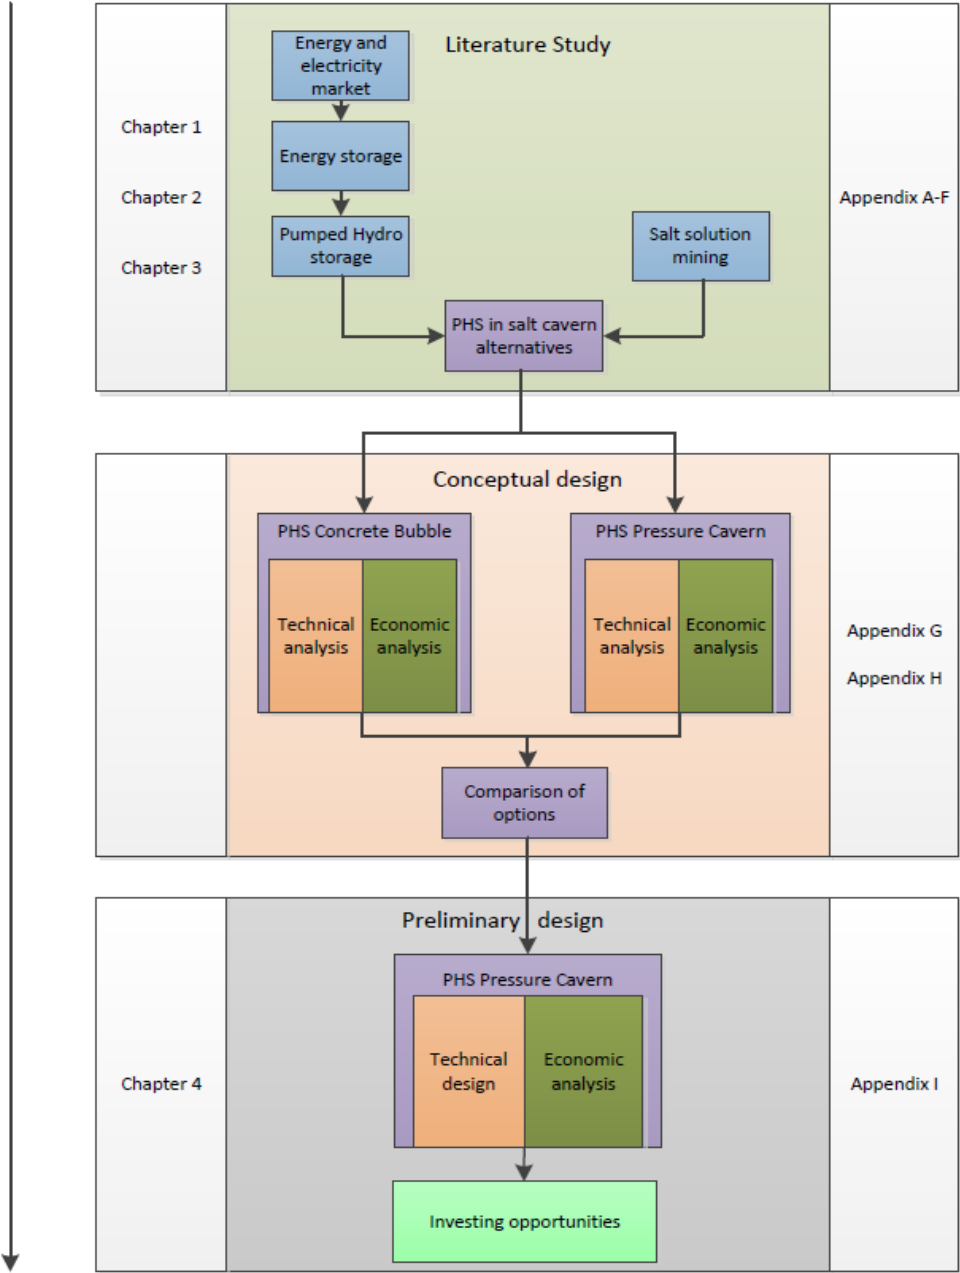 Literature Study
Energy and
electricity
market
Chapter 1
Energy storage
Chapter 2
Appendix A-F
Pumped Hydro
storage
Salt solution
mining
Chapter 3
PHS in salt cavern
alternatives
Conceptual design
PHS Concrete Bubble
PHS Pressure Cavern
Technical
analysis
Economic
analysis
Technical
analysis
Economic
analysis
Appendix G
Appendix H
Comparison of
options
Preliminary design
PHS Pressure Cavern
Technical
design
Economic
analysis
Chapter 4
Appendix I
Investing opportunities